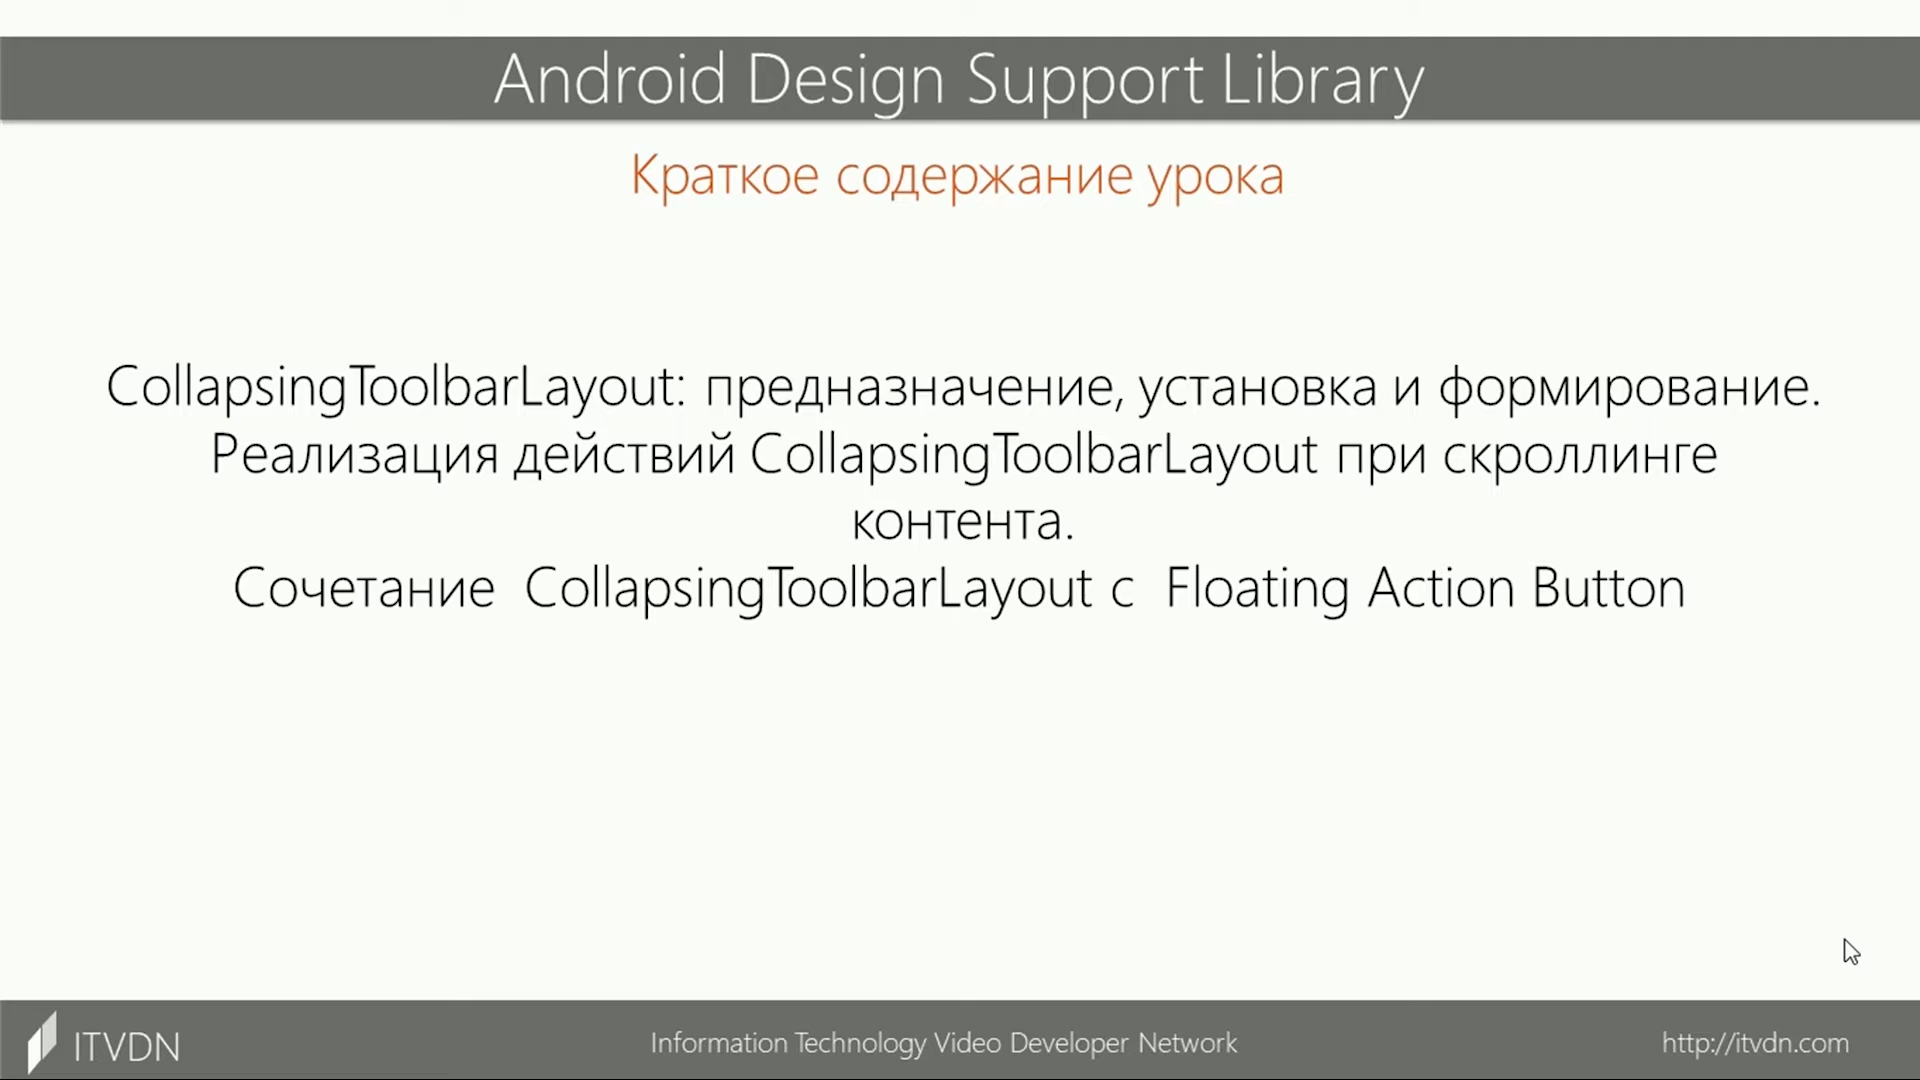 Android Design Support Library
Краткое содержание урока
CollapsingToolbarLayout: предназначение, установка и формирование.
Реализация действий CollapsingToolbarLayout при скроллинге
контента.
Сочетание CollapsingToolbarLayout с Floating Action Button
ITVDN
Information Technology Video Developer Network
http://itvdn.com